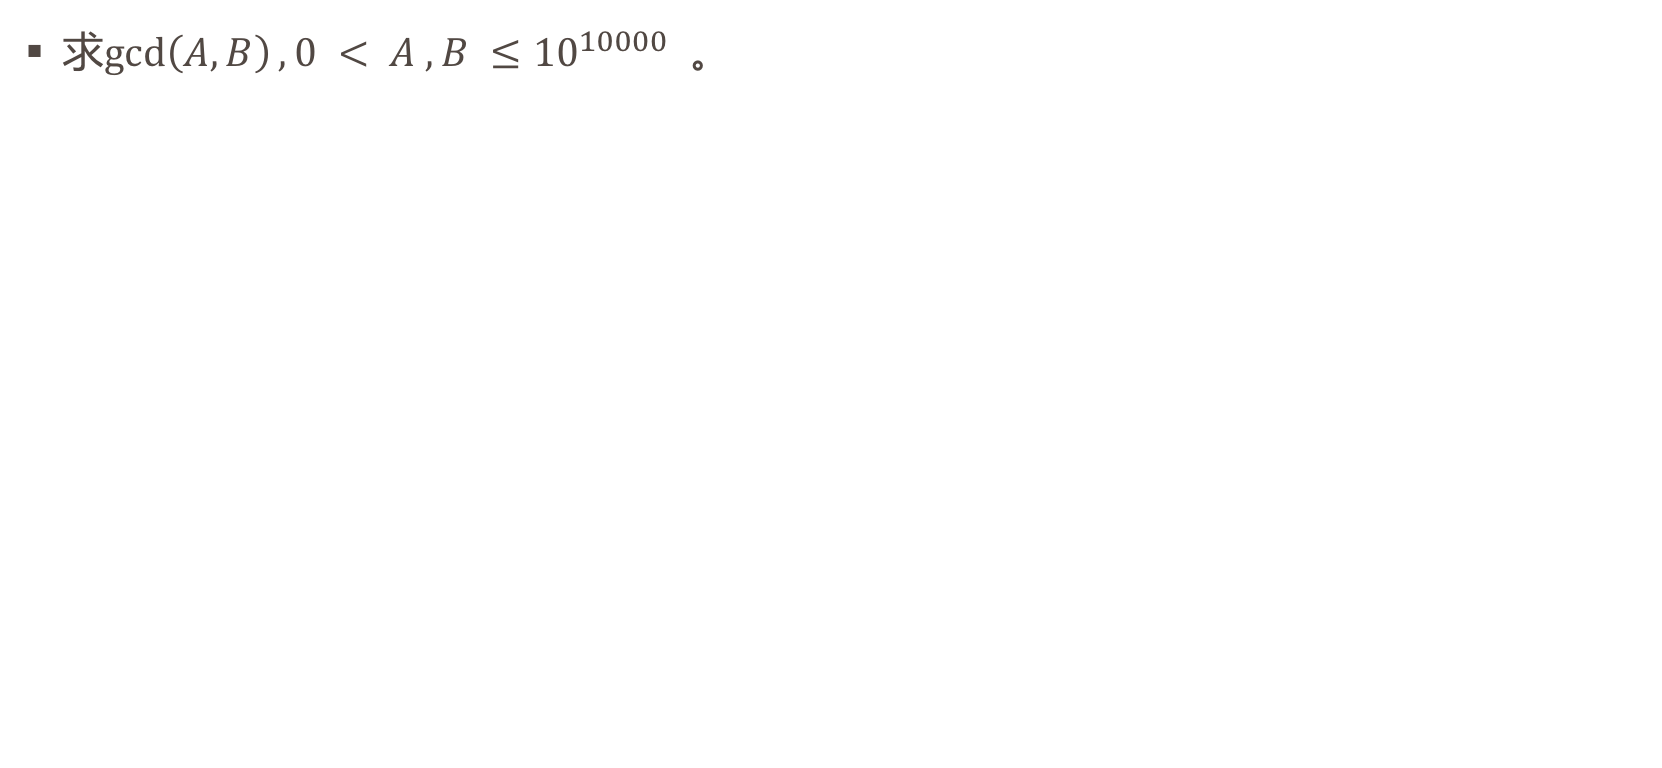 ▪ 求gcd(A,B),0 < A,B ≤ 10^10000 。